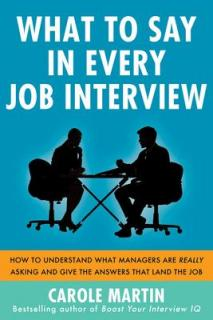 WHAT TO SAY
IN EVERY
JOB INTERVIEW
HOW TO UNDERSTAND WHAT MANAGERS ARE REALLY
ASKING AND GIVE THE ANSWERS THAT LAND THE JOB
CAROLE MARTIN
Bestselling author of Boost Your Interview IQ